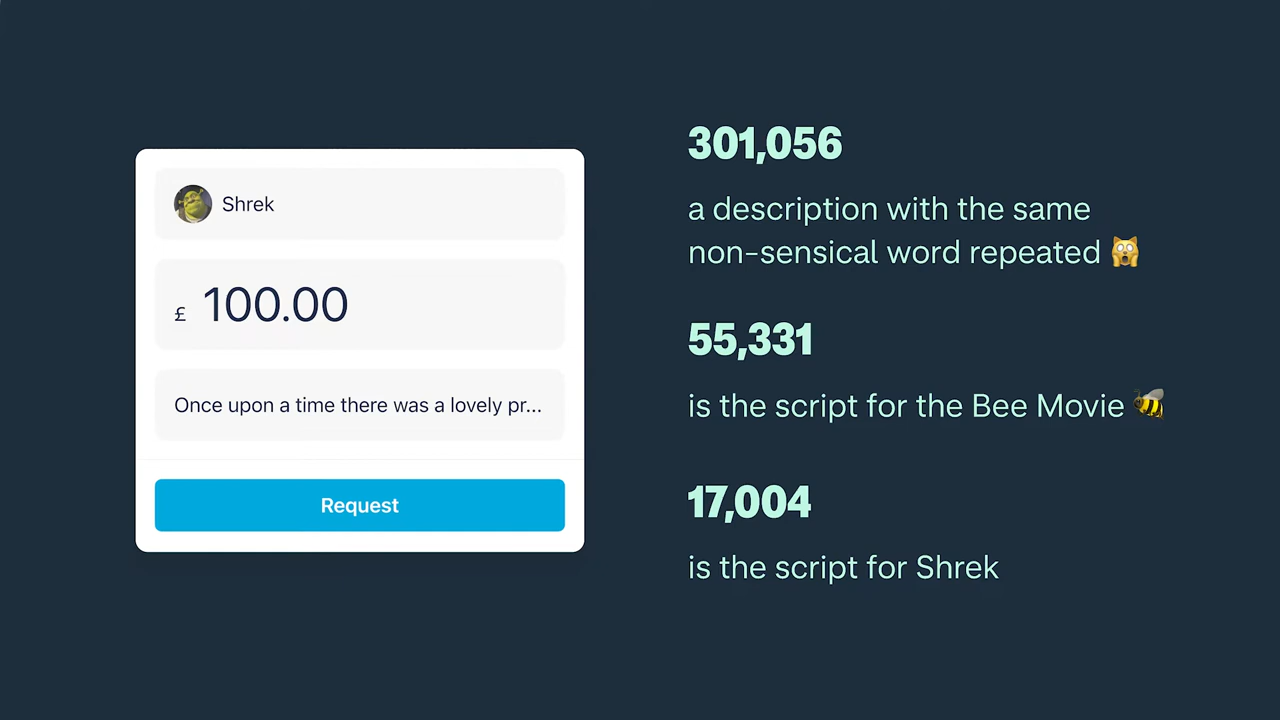 Shrek
£ 100.00
Once upon a time there was a lovely pr...
Request
301,056
a description with the same
non-sensical word repeated 🙀
55,331
is the script for the Bee Movie 🐝
17,004
is the script for Shrek